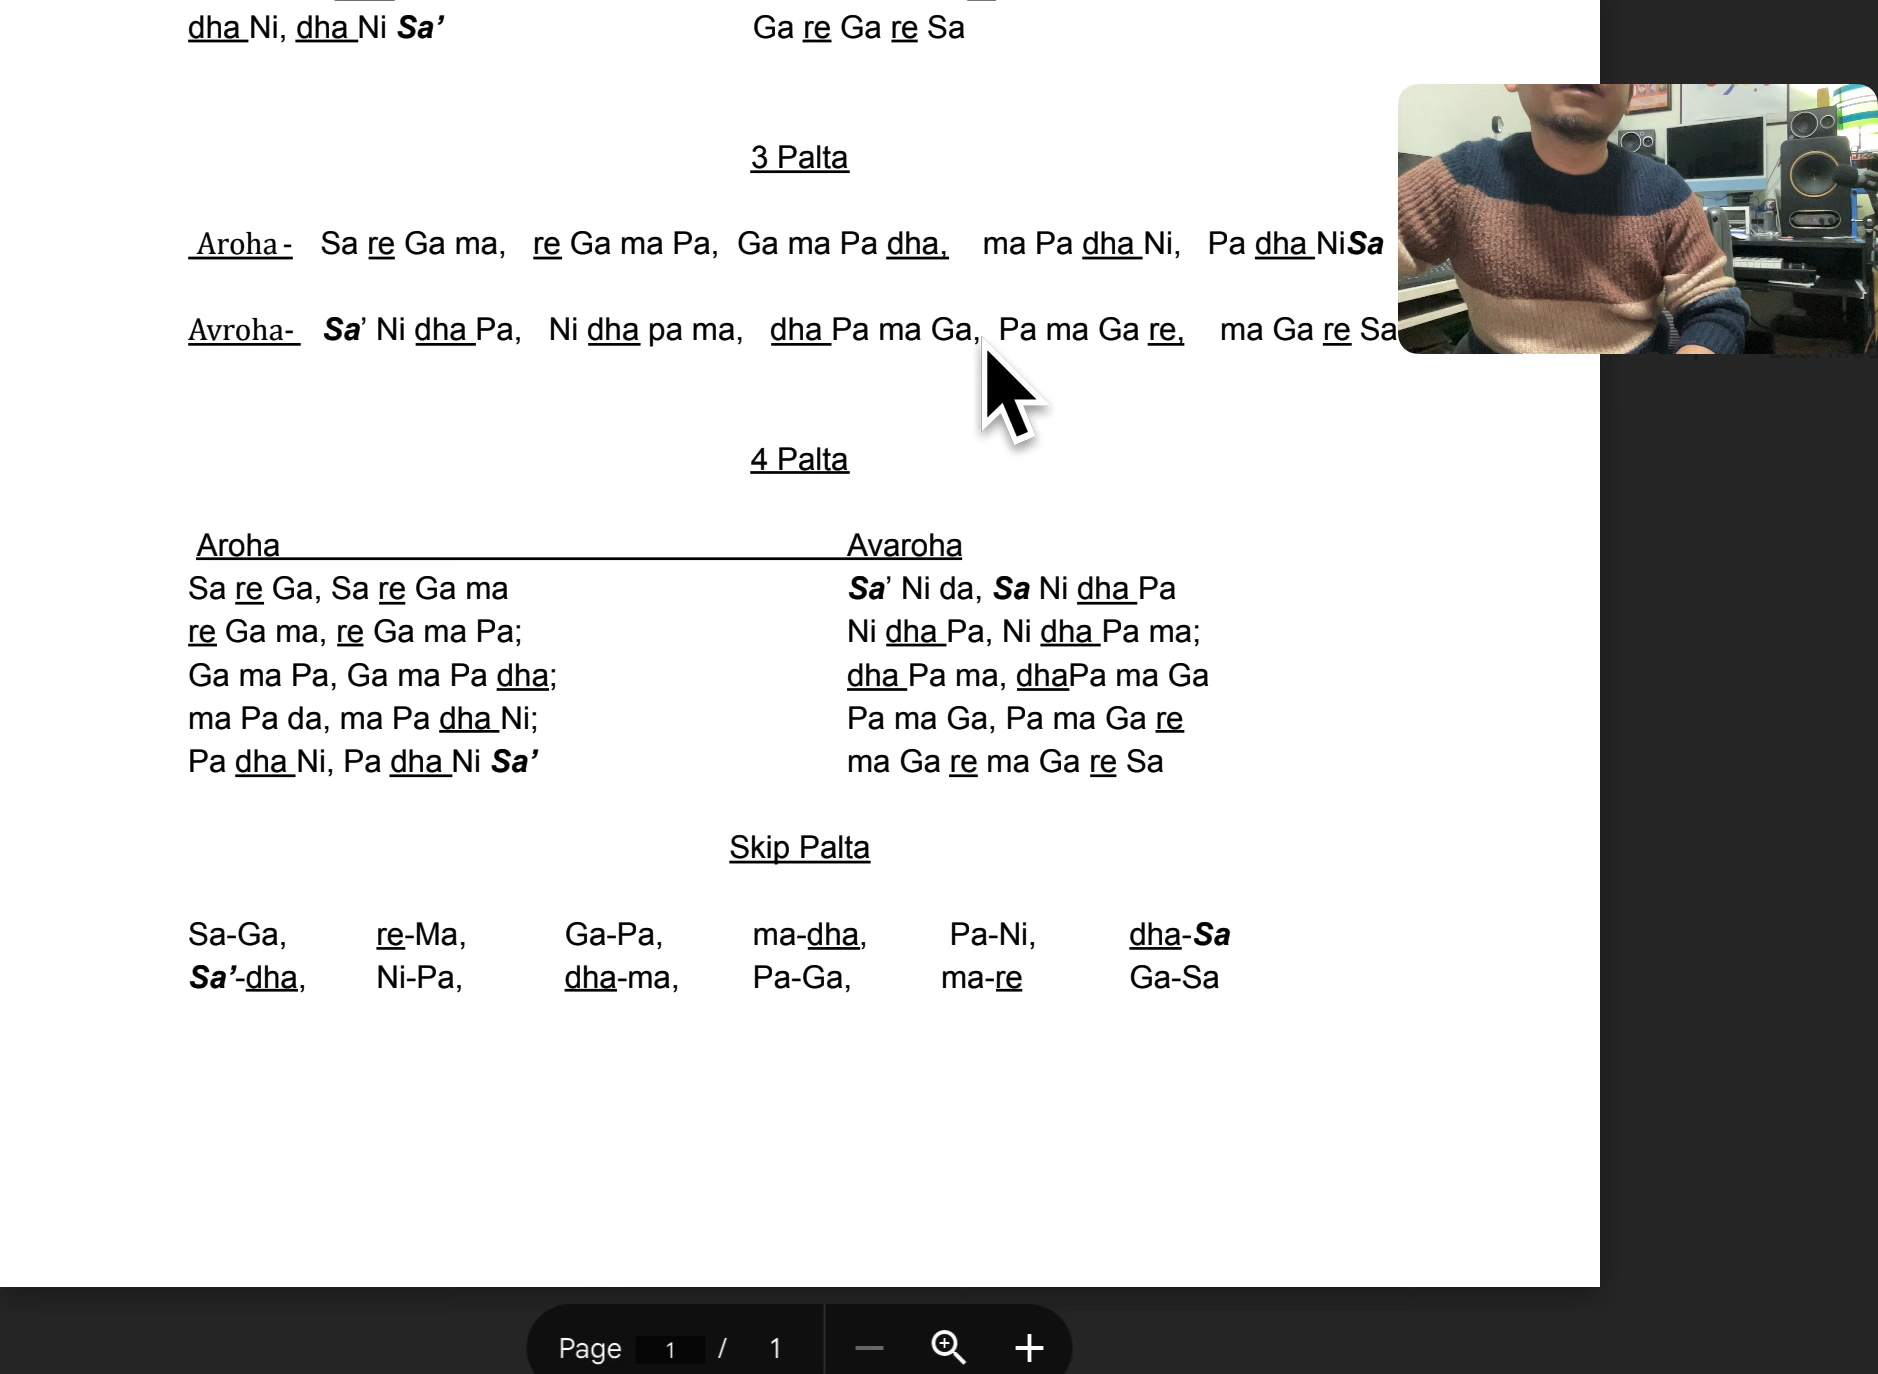 dha Ni, dha Ni Sa’ Ga re Ga re Sa
3 Palta
Aroha - Sa re Ga ma, re Ga ma Pa, Ga ma Pa dha, ma Pa dha Ni, Pa dha NiSa
Avroha- Sa’ Ni dha Pa, Ni dha pa ma, dha Pa ma Ga, Pa ma Ga re, ma Ga re Sa
4 Palta
Aroha Avaroha
Sa re Ga, Sa re Ga ma Sa’ Ni da, Sa Ni dha Pa
re Ga ma, re Ga ma Pa; Ni dha Pa, Ni dha Pa ma;
Ga ma Pa, Ga ma Pa dha; dha Pa ma, dhaPa ma Ga
ma Pa da, ma Pa dha Ni; Pa ma Ga, Pa ma Ga re
Pa dha Ni, Pa dha Ni Sa’ ma Ga re ma Ga re Sa
Skip Palta
Sa-Ga, re-Ma, Ga-Pa, ma-dha, Pa-Ni, dha-Sa
Sa’-dha, Ni-Pa, dha-ma, Pa-Ga, ma-re Ga-Sa
Page 1 / 1